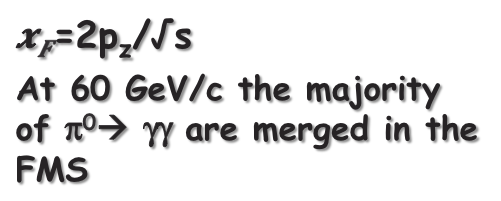 x_F=2p_z/√s
At 60 GeV/c the majority
of π⁰→ γγ are merged in the
FMS